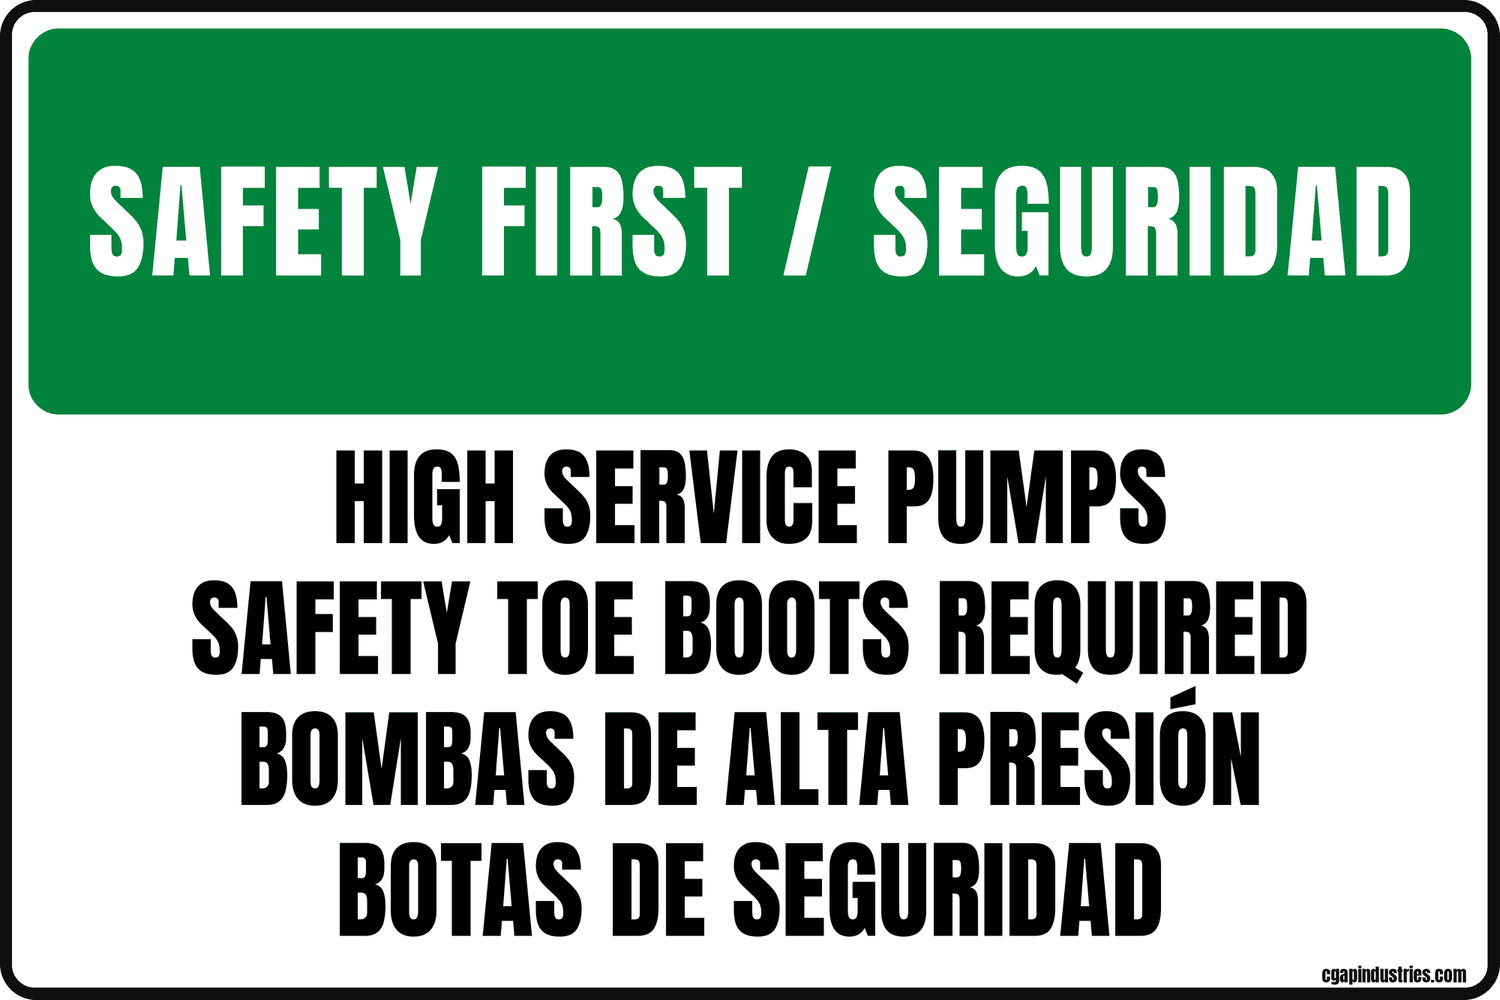 SAFETY FIRST / SEGURIDAD
HIGH SERVICE PUMPS
SAFETY TOE BOOTS REQUIRED
BOMBAS DE ALTA PRESIÓN
BOTAS DE SEGURIDAD
cgapindustries.com